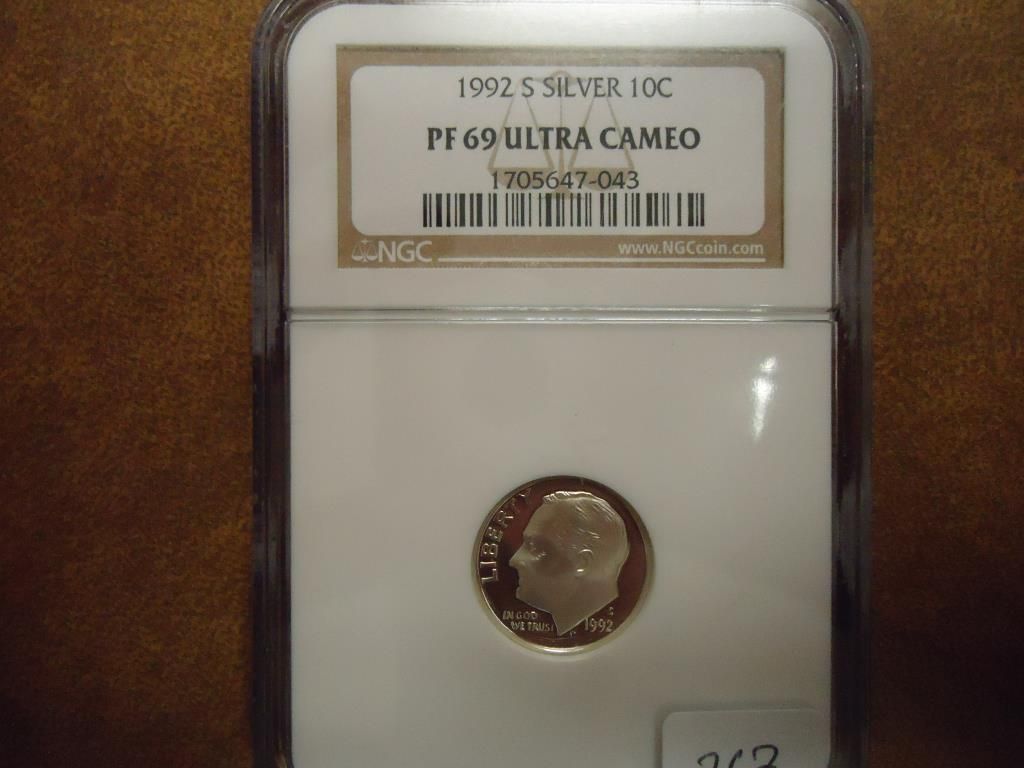 1992 S SILVER 10C
PF 69 ULTRA CAMEO
1705647-043
NGC
www.NGCcoin.com
LIBERTY
IN GOD
WE TRUST
S
1992